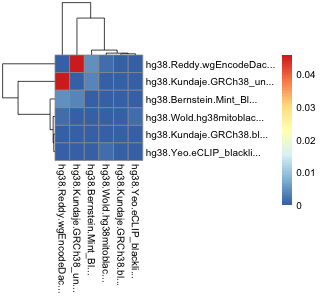 hg38.Reddy.wgEncodeDac...
hg38.Kundaje.GRCh38_un...
hg38.Bernstein.Mint_Bl...
hg38.Wold.hg38mitoblac...
hg38.Kundaje.GRCh38.bl...
hg38.Yeo.eCLIP_blackli...
0.04
0.03
0.02
0.01
0
hg38.Reddy.wgEncodeDac...
hg38.Kundaje.GRCh38_un...
hg38.Bernstein.Mint_Bl...
hg38.Wold.hg38mitoblac...
hg38.Kundaje.GRCh38.bl...
hg38.Yeo.eCLIP_blackli...